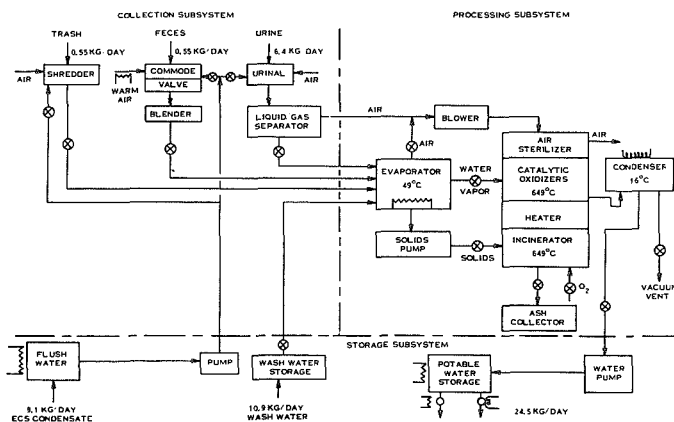 COLLECTION SUBSYSTEM
PROCESSING SUBSYSTEM
TRASH
FECES
URINE
0.55 KG/DAY
0.55 KG/DAY
6.4 KG/DAY
AIR
SHREDDER
WARM
AIR
COMMODE
VALVE
URINAL
AIR
BLENDER
LIQUID/GAS
SEPARATOR
AIR
BLOWER
AIR
AIR
STERILIZER
AIR
EVAPORATOR
49°C
WATER
VAPOR
CATALYTIC
OXIDIZERS
649°C
CONDENSER
16°C
HEATER
SOLIDS
PUMP
SOLIDS
INCINERATOR
649°C
O2
VACUUM
VENT
ASH
COLLECTOR
STORAGE SUBSYSTEM
FLUSH
WATER
PUMP
WASH WATER
STORAGE
POTABLE
WATER
STORAGE
WATER
PUMP
9.1 KG/DAY
ECS CONDENSATE
10.9 KG/DAY
WASH WATER
24.5 KG/DAY